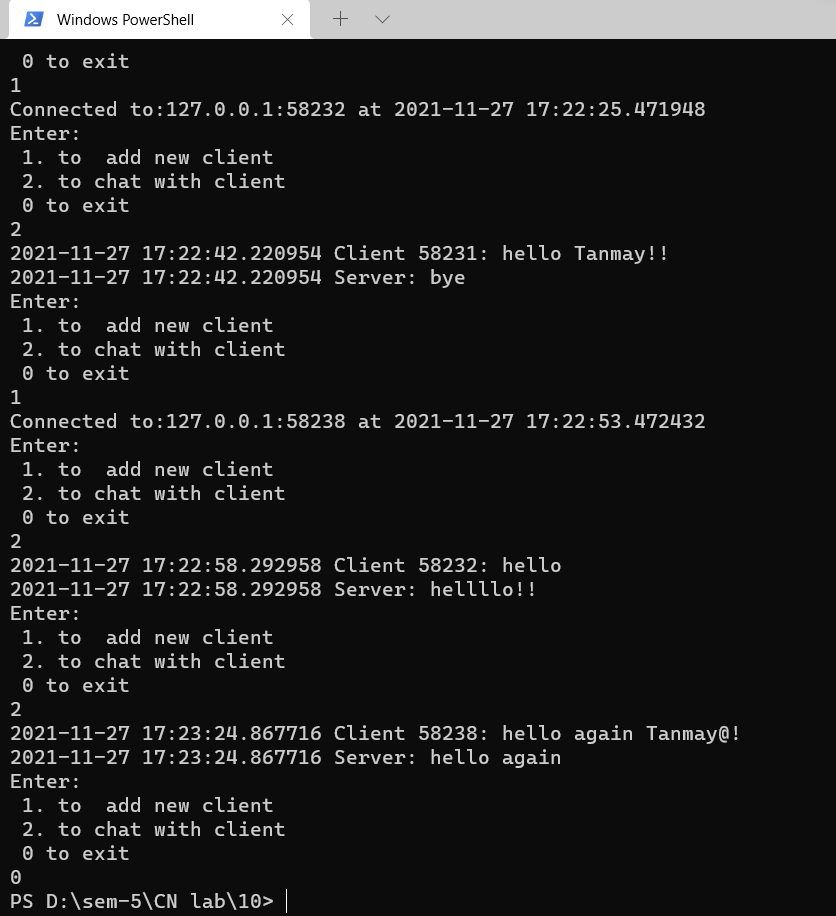 Windows PowerShell
0 to exit
1
Connected to:127.0.0.1:58232 at 2021-11-27 17:22:25.471948
Enter:
 1. to  add new client
 2. to chat with client
 0 to exit
2
2021-11-27 17:22:42.220954 Client 58231: hello Tanmay!!
2021-11-27 17:22:42.220954 Server: bye
Enter:
 1. to  add new client
 2. to chat with client
 0 to exit
1
Connected to:127.0.0.1:58238 at 2021-11-27 17:22:53.472432
Enter:
 1. to  add new client
 2. to chat with client
 0 to exit
2
2021-11-27 17:22:58.292958 Client 58232: hello
2021-11-27 17:22:58.292958 Server: hellllo!!
Enter:
 1. to  add new client
 2. to chat with client
 0 to exit
2
2021-11-27 17:23:24.867716 Client 58238: hello again Tanmay@!
2021-11-27 17:23:24.867716 Server: hello again
Enter:
 1. to  add new client
 2. to chat with client
 0 to exit
0
PS D:\sem-5\CN lab\10>